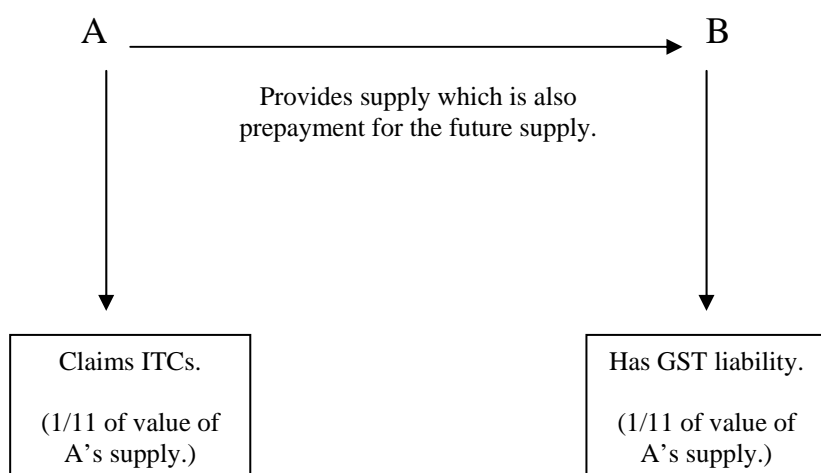 A
B
Provides supply which is also
prepayment for the future supply.
Claims ITCs.
(1/11 of value of
A’s supply.)
Has GST liability.
(1/11 of value of
A’s supply.)